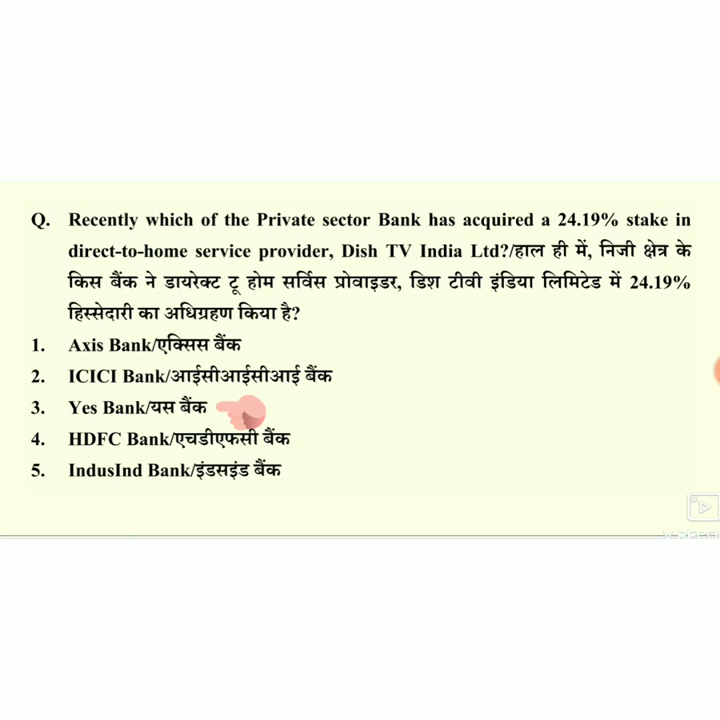 Q. Recently which of the Private sector Bank has acquired a 24.19% stake in
direct-to-home service provider, Dish TV India Ltd?/हाल ही में, निजी क्षेत्र के
किस बैंक ने डायरेक्ट टू होम सर्विस प्रोवाइडर, डिश टीवी इंडिया लिमिटेड में 24.19%
हिस्सेदारी का अधिग्रहण किया है?
1. Axis Bank/एक्सिस बैंक
2. ICICI Bank/आईसीआईसीआई बैंक
3. Yes Bank/यस बैंक
4. HDFC Bank/एचडीएफसी बैंक
5. IndusInd Bank/इंडसइंड बैंक